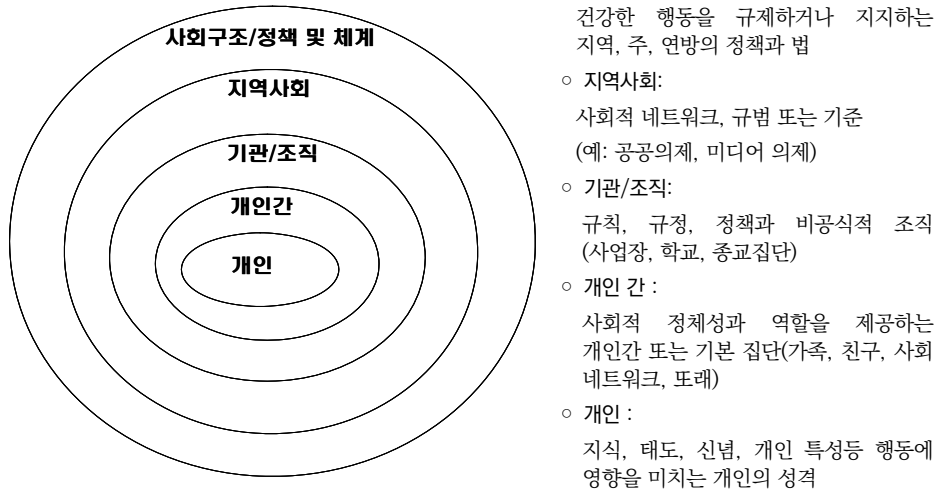 사회구조/정책 및 체계
지역사회
기관/조직
개인간
개인
건강한 행동을 규제하거나 지지하는
지역, 주, 연방의 정책과 법
○ 지역사회:
사회적 네트워크, 규범 또는 기준
(예: 공공의제, 미디어 의제)
○ 기관/조직:
규칙, 규정, 정책과 비공식적 조직
(사업장, 학교, 종교집단)
○ 개인 간 :
사회적 정체성과 역할을 제공하는
개인간 또는 기본 집단(가족, 친구, 사회
네트워크, 또래)
○ 개인 :
지식, 태도, 신념, 개인 특성등 행동에
영향을 미치는 개인의 성격